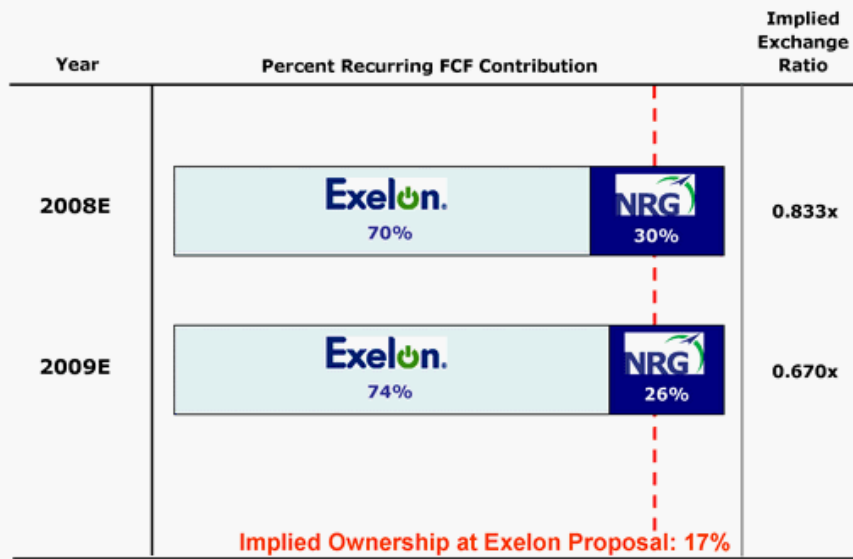 Implied
Exchange
Year Percent Recurring FCF Contribution Ratio
Exelon.
NRG
2008E
70% 30%
0.833x
Exelon.
NRG
2009E
74% 26%
0.670x
Implied Ownership at Exelon Proposal: 17%